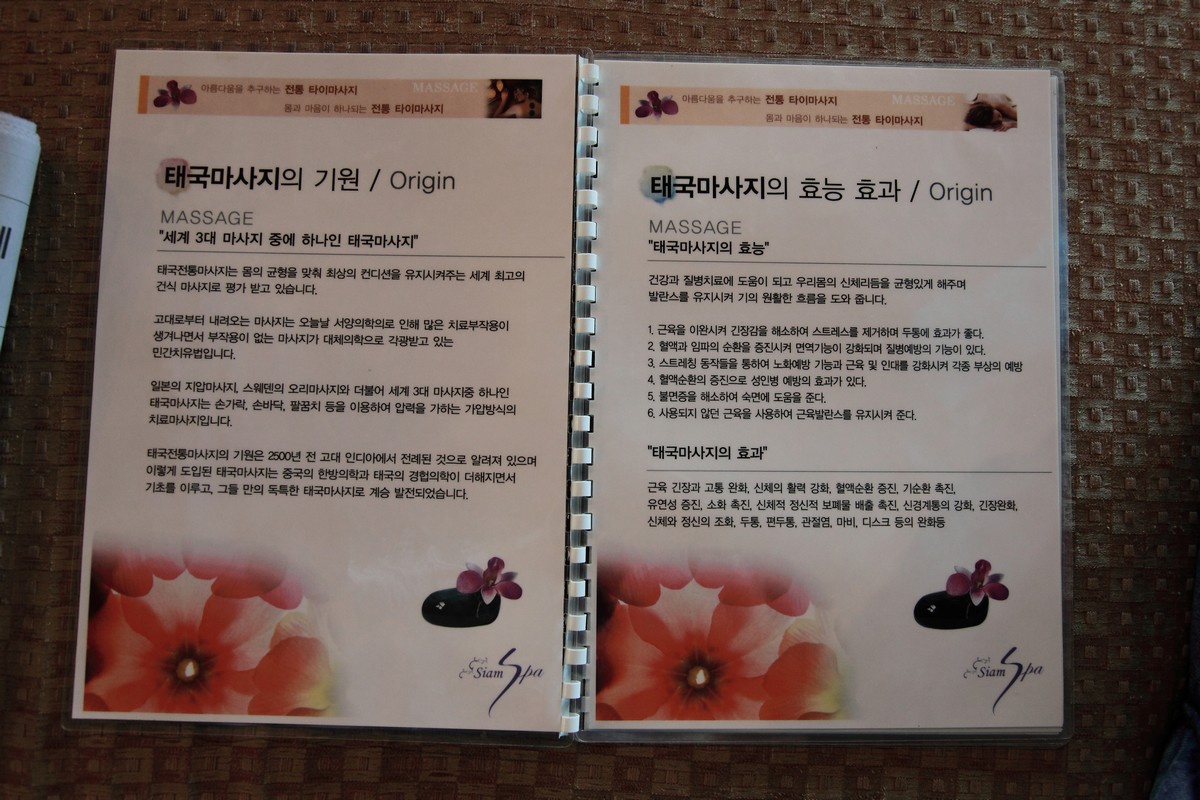 아름다움을 추구하는 전통 타이마사지
MASSAGE
몸과 마음이 하나되는 전통 타이마사지
태국마사지의 기원 / Origin
MASSAGE
"세계 3대 마사지 중에 하나인 태국마사지"
태국전통마사지는 몸의 균형을 맞춰 최상의 컨디션을 유지시켜주는 세계 최고의
건식 마사지로 평가 받고 있습니다.
고대로부터 내려오는 마사지는 오늘날 서양의학의로 인해 많은 치료부작용이
생겨나면서 부작용이 없는 마사지가 대체의학으로 각광받고 있는
민간치유법입니다.
일본의 지압마사지, 스웨덴의 오리마사지와 더불어 세계 3대 마사지중 하나인
태국마사지는 손가락, 손바닥, 팔꿈치 등을 이용하여 압력을 가하는 가압방식의
치료마사지입니다.
태국전통마사지의 기원은 2500년 전 고대 인디아에서 전례된 것으로 알려져 있으며
이렇게 도입된 태국마사지는 중국의 한방의학과 태국의 경험의학이 더해지면서
기초를 이루고, 그들 만의 독특한 태국마사지로 계승 발전되었습니다.
Siam Spa
아름다움을 추구하는 전통 타이마사지
MASSAGE
몸과 마음이 하나되는 전통 타이마사지
태국마사지의 효능 효과 / Origin
MASSAGE
"태국마사지의 효능"
건강과 질병치료에 도움이 되고 우리몸의 신체리듬을 균형있게 해주며
발란스를 유지시켜 기의 원활한 흐름을 도와 줍니다.
1. 근육을 이완시켜 긴장감을 해소하여 스트레스를 제거하며 두통에 효과가 좋다.
2. 혈액과 임파의 순환을 증진시켜 면역기능이 강화되며 질병예방의 기능이 있다.
3. 스트레칭 동작들을 통하여 노화예방 기능과 근육 및 인대를 강화시켜 각종 부상의 예방
4. 혈액순환의 증진으로 성인병 예방의 효과가 있다.
5. 불면증을 해소하여 숙면에 도움을 준다.
6. 사용되지 않던 근육을 사용하여 근육발란스를 유지시켜 준다.
"태국마사지의 효과"
근육 긴장과 고통 완화, 신체의 활력 강화, 혈액순환 증진, 기순환 촉진,
유연성 증진, 소화 촉진, 신체적 정신적 보폐물 배출 촉진, 신경계통의 강화, 긴장완화,
신체와 정신의 조화, 두통, 편두통, 관절염, 마비, 디스크 등의 완화등
Siam Spa